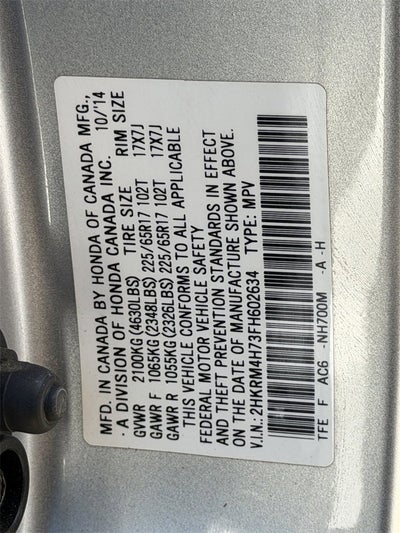 MFD. IN CANADA BY HONDA OF CANADA MFG.,
A DIVISION OF HONDA CANADA INC. 10/'14
TIRE SIZE RIM SIZE
GVWR 2100KG (4630LBS)
GAWR F 1065KG (2348LBS) 225/65R17 102T 17X7J
GAWR R 1055KG (2326LBS) 225/65R17 102T 17X7J
THIS VEHICLE CONFORMS TO ALL APPLICABLE
FEDERAL MOTOR VEHICLE SAFETY
AND THEFT PREVENTION STANDARDS IN EFFECT
ON THE DATE OF MANUFACTURE SHOWN ABOVE.
V.I.N.: 2HKRM4H73FH602634 TYPE: MPV
TFE F AC6 -NH700M -A -H